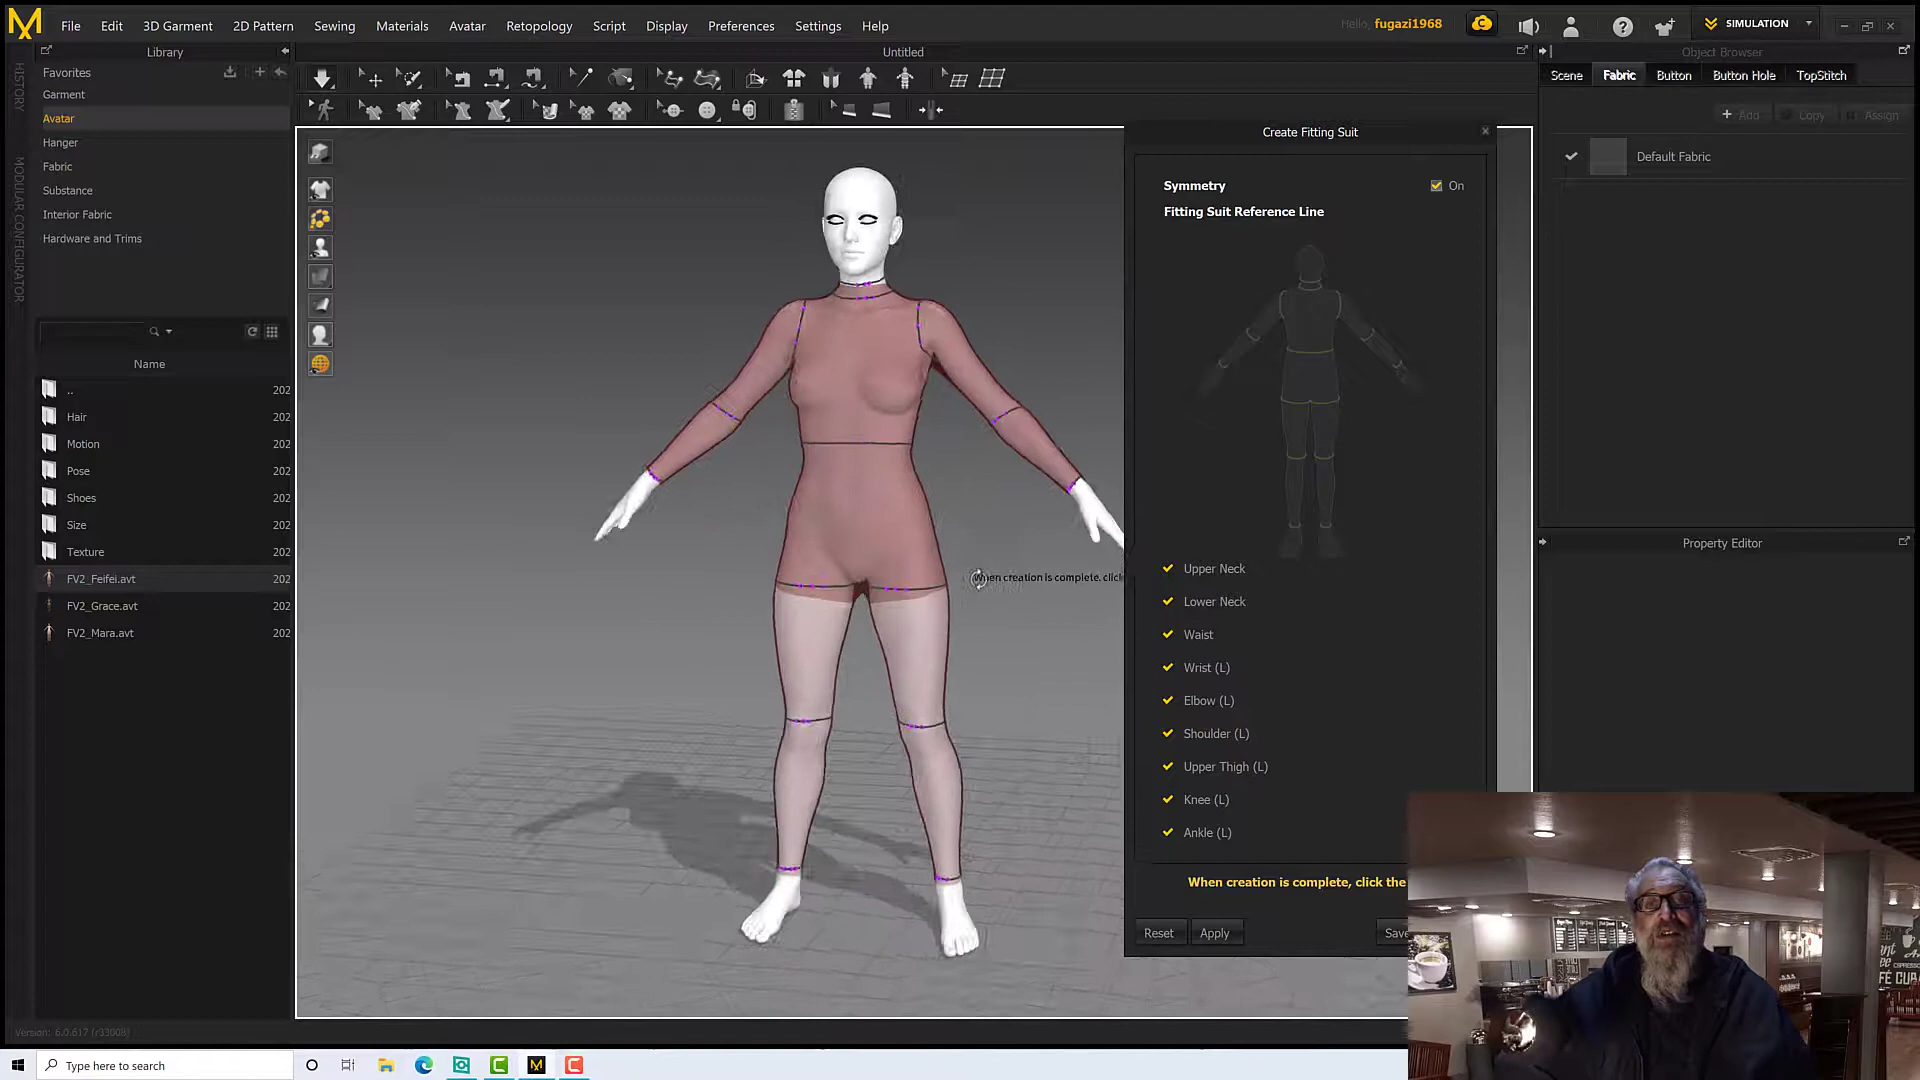 File Edit 3D Garment 2D Pattern Sewing Materials Avatar Retopology Script Display Preferences Settings Help
Hello, fugazi1968
SIMULATION
Library
Untitled
Object Browser
HISTORY
MODULAR CONFIGURATOR
Favorites
Garment
Avatar
Hanger
Fabric
Substance
Interior Fabric
Hardware and Trims
Name
.. 202
Hair 202
Motion 202
Pose 202
Shoes 202
Size 202
Texture 202
FV2_Feifei.avt 202
FV2_Grace.avt 202
FV2_Mara.avt 202
When creation is complete, click
Create Fitting Suit
Symmetry On
Fitting Suit Reference Line
Upper Neck
Lower Neck
Waist
Wrist (L)
Elbow (L)
Shoulder (L)
Upper Thigh (L)
Knee (L)
Ankle (L)
When creation is complete, click the
Reset Apply Save
Scene Fabric Button Button Hole TopStitch
+ Add Copy Assign
Default Fabric
Property Editor
CAFÉ CUB
Version: 6.0.617 (r33008)
Type here to search